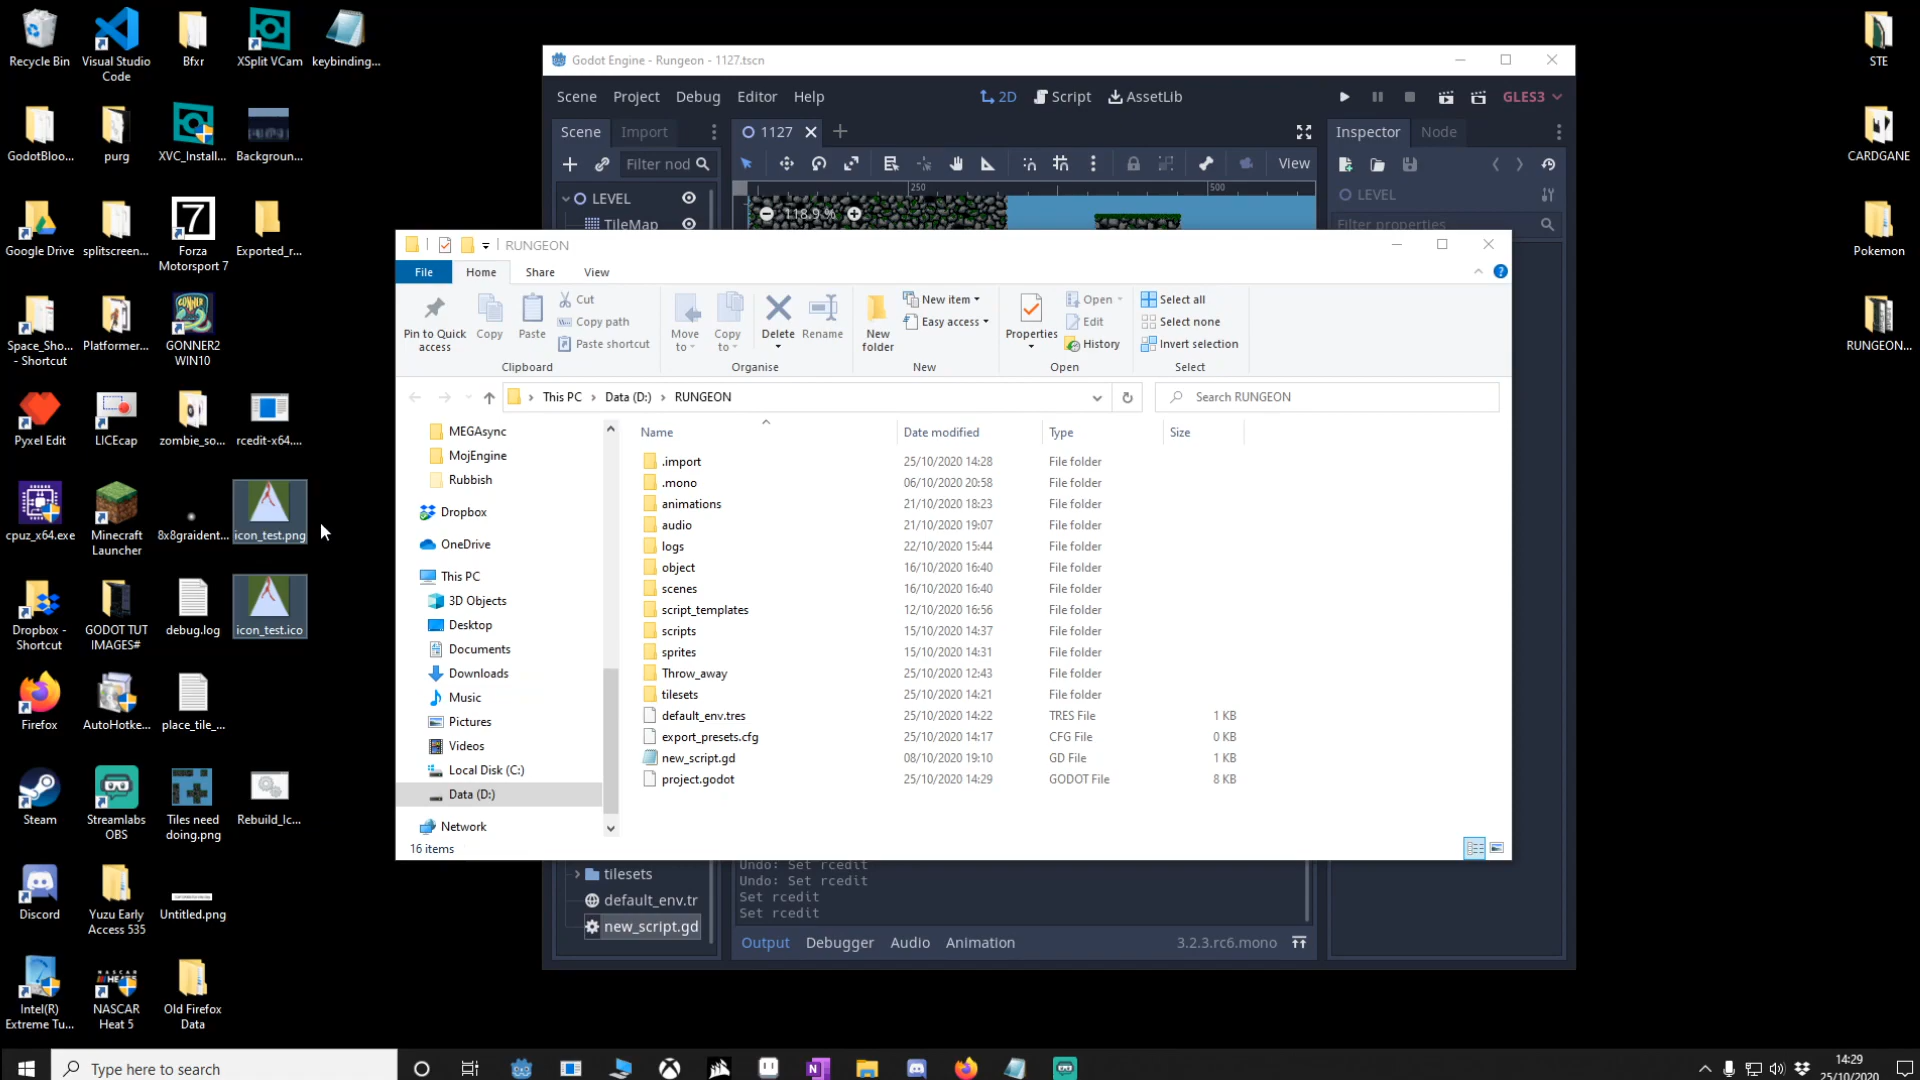 Recycle Bin
Visual Studio
Code
Bfxr
XSplit VCam
keybinding...
GodotBloo...
purg
XVC_Install...
Backgroun...
Google Drive
splitscreen...
7
Forza
Motorsport 7
Exported_r...
Space_Sho...
- Shortcut
Platformer...
GONNER2
WIN10
Pyxel Edit
LICEcap
zombie_so...
rcedit-x64....
cpuz_x64.exe
Minecraft
Launcher
8x8graident...
icon_test.png
Dropbox -
Shortcut
GODOT TUT
IMAGES#
debug.log
icon_test.ico
Firefox
AutoHotke...
place_tile_...
Steam
Streamlabs
OBS
Tiles need
doing.png
Rebuild_Ic...
Discord
Yuzu Early
Access 535
Untitled.png
Intel(R)
Extreme Tu...
NASCAR
Heat 5
Old Firefox
Data
STE
CARDGANE
Pokemon
RUNGEON...
Godot Engine - Rungeon - 1127.tscn
Scene Project Debug Editor Help
2D Script AssetLib
GLES3
Scene Import
1127
Inspector Node
Filter nod
View
LEVEL
TileMap
250
500
118.9 %
LEVEL
Filter properties
RUNGEON
File Home Share View
Pin to Quick
access
Copy
Paste
Cut
Copy path
Paste shortcut
Clipboard
Move
to
Copy
to
Delete
Rename
Organise
New
folder
New item
Easy access
New
Properties
Open
Edit
History
Open
Select all
Select none
Invert selection
Select
This PC
Data (D:)
RUNGEON
Search RUNGEON
MEGAsync
MojEngine
Rubbish
Dropbox
OneDrive
This PC
3D Objects
Desktop
Documents
Downloads
Music
Pictures
Videos
Local Disk (C:)
Data (D:)
Network
Name Date modified Type Size
.import 25/10/2020 14:28 File folder
.mono 06/10/2020 20:58 File folder
animations 21/10/2020 18:23 File folder
audio 21/10/2020 19:07 File folder
logs 22/10/2020 15:44 File folder
object 16/10/2020 16:40 File folder
scenes 16/10/2020 16:40 File folder
script_templates 12/10/2020 16:56 File folder
scripts 15/10/2020 14:37 File folder
sprites 15/10/2020 14:31 File folder
Throw_away 25/10/2020 12:43 File folder
tilesets 25/10/2020 14:21 File folder
default_env.tres 25/10/2020 14:22 TRES File 1 KB
export_presets.cfg 25/10/2020 14:17 CFG File 0 KB
new_script.gd 08/10/2020 19:10 GD File 1 KB
project.godot 25/10/2020 14:29 GODOT File 8 KB
16 items
tilesets
default_env.tr
new_script.gd
Undo: Set rcedit
Undo: Set rcedit
Set rcedit
Set rcedit
Output Debugger Audio Animation
3.2.3.rc6.mono
Type here to search
14:29
25/10/2020